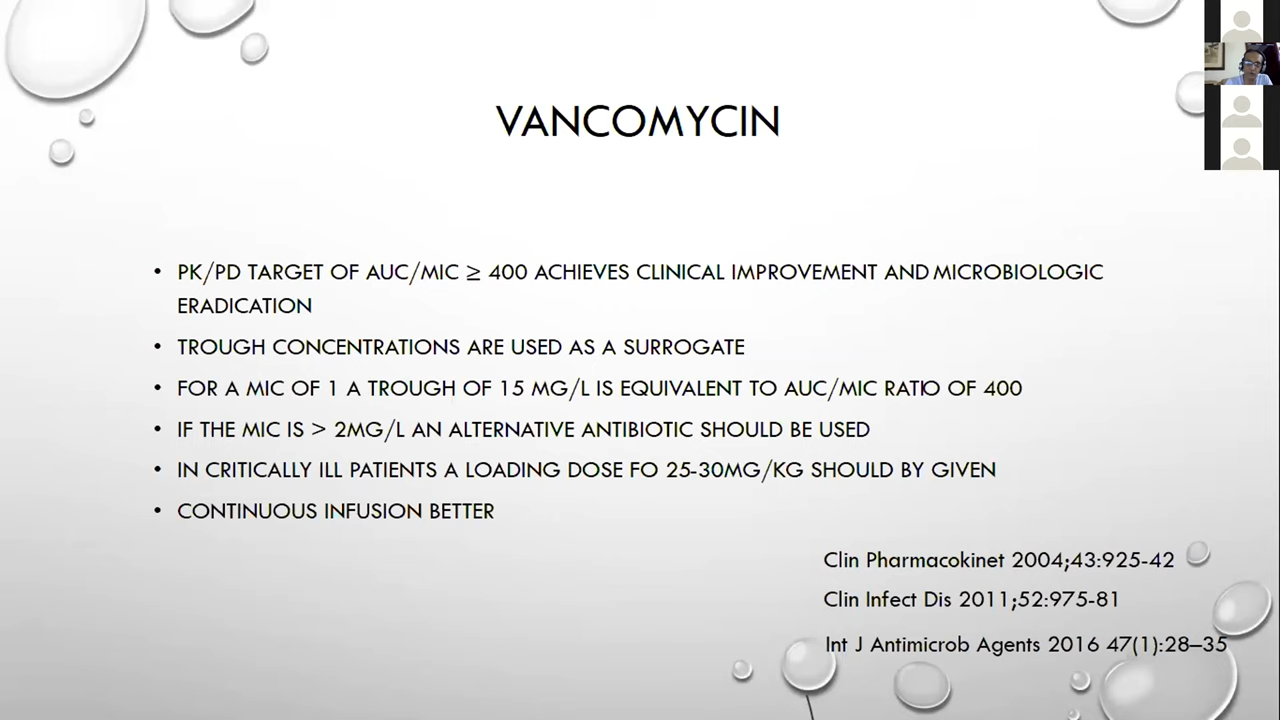 VANCOMYCIN
• PK/PD TARGET OF AUC/MIC ≥ 400 ACHIEVES CLINICAL IMPROVEMENT AND MICROBIOLOGIC
ERADICATION
• TROUGH CONCENTRATIONS ARE USED AS A SURROGATE
• FOR A MIC OF 1 A TROUGH OF 15 MG/L IS EQUIVALENT TO AUC/MIC RATIO OF 400
• IF THE MIC IS > 2MG/L AN ALTERNATIVE ANTIBIOTIC SHOULD BE USED
• IN CRITICALLY ILL PATIENTS A LOADING DOSE FO 25-30MG/KG SHOULD BY GIVEN
• CONTINUOUS INFUSION BETTER
Clin Pharmacokinet 2004;43:925-42
Clin Infect Dis 2011;52:975-81
Int J Antimicrob Agents 2016 47(1):28–35